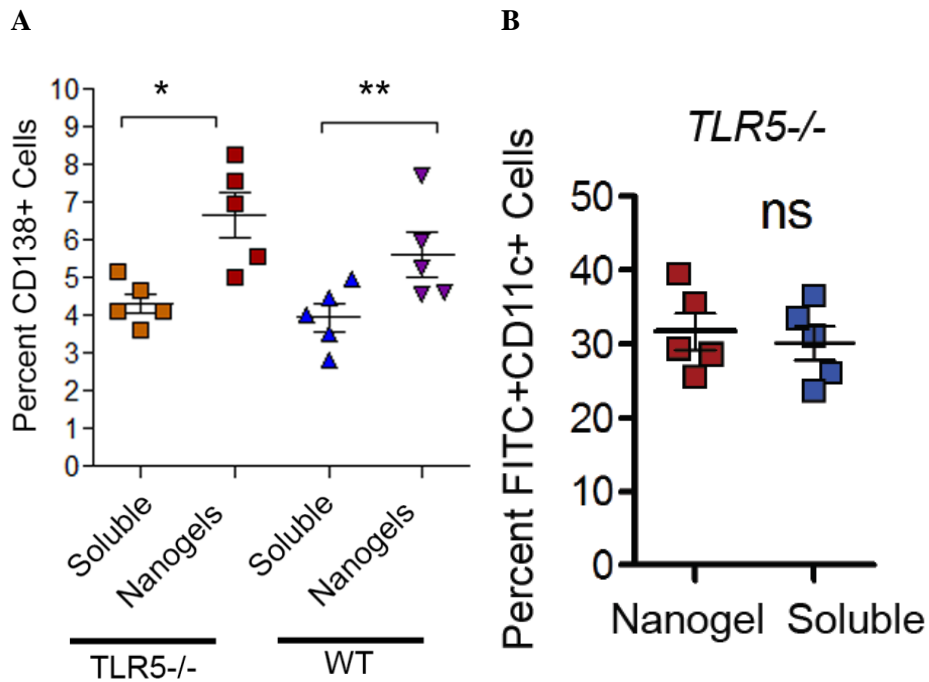 A
B
* **
10
9
8
7
6
5
4
3
2
1
0
Percent CD138+ Cells
Soluble
Nanogels
Soluble
Nanogels
TLR5-/-
WT
TLR5-/-
ns
50
40
30
20
10
0
Percent FITC+CD11c+ Cells
Nanogel Soluble